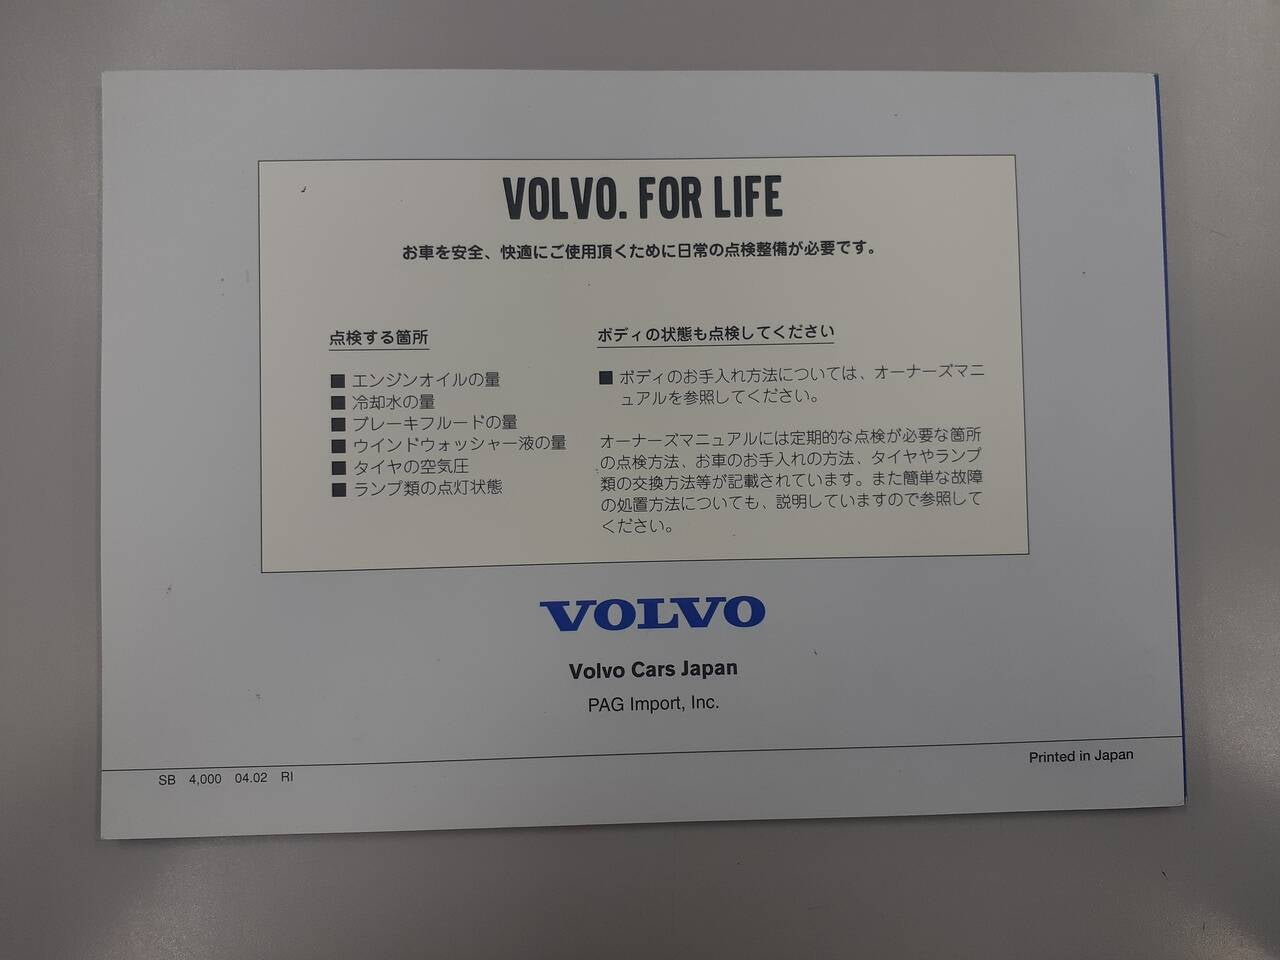 VOLVO. FOR LIFE
お車を安全、快適にご使用頂くために日常の点検整備が必要です。
点検する箇所
■ エンジンオイルの量
■ 冷却水の量
■ ブレーキフルードの量
■ ウインドウォッシャー液の量
■ タイヤの空気圧
■ ランプ類の点灯状態
ボディの状態も点検してください
■ ボディのお手入れ方法については、オーナーズマニ
ュアルを参照してください。
オーナーズマニュアルには定期的な点検が必要な箇所
の点検方法、お車のお手入れの方法、タイヤやランプ
類の交換方法等が記載されています。また簡単な故障
の処置方法についても、説明していますので参照して
ください。
VOLVO
Volvo Cars Japan
PAG Import, Inc.
SB 4,000 04.02 RI
Printed in Japan